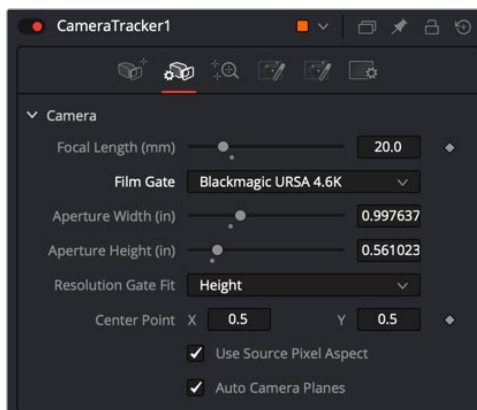 CameraTracker1
Camera
Focal Length (mm) 20.0
Film Gate Blackmagic URSA 4.6K
Aperture Width (in) 0.997637
Aperture Height (in) 0.561023
Resolution Gate Fit Height
Center Point X 0.5 Y 0.5
Use Source Pixel Aspect
Auto Camera Planes